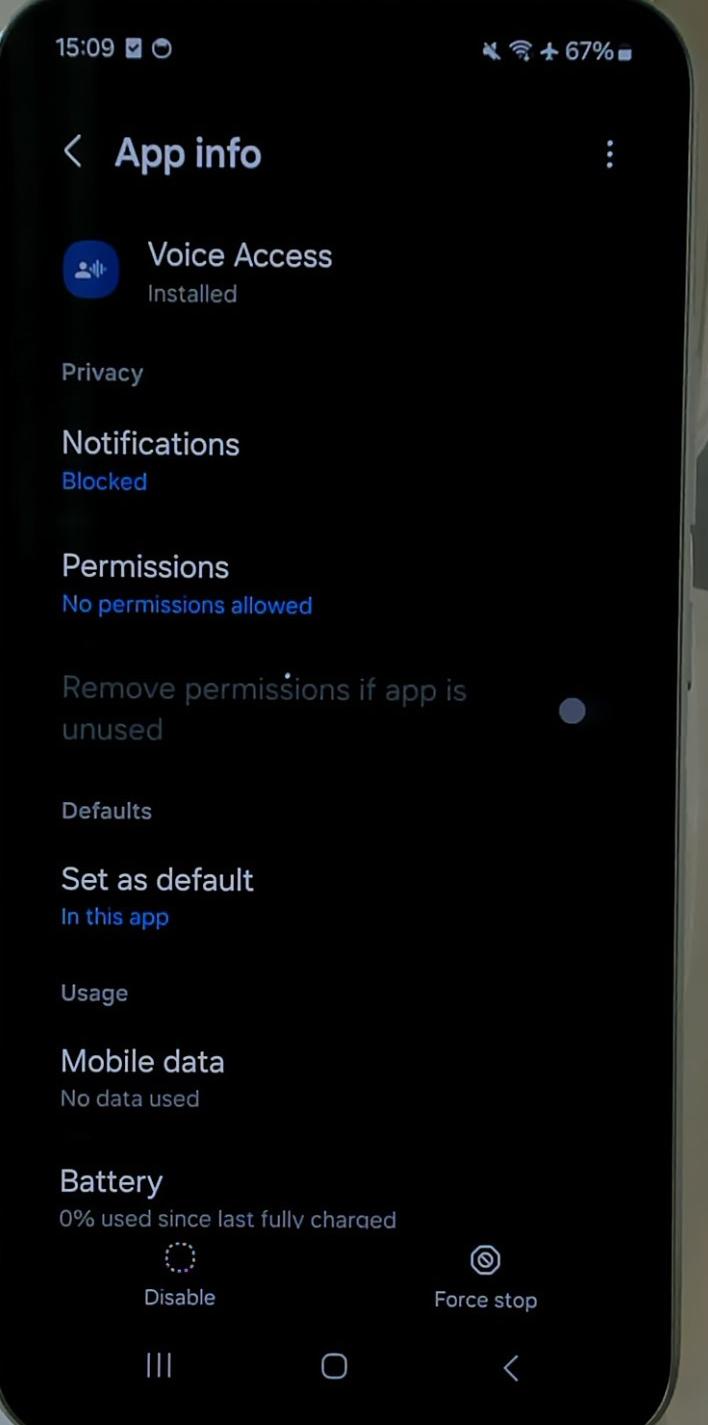 15:09
67%
App info
Voice Access
Installed
Privacy
Notifications
Blocked
Permissions
No permissions allowed
Remove permissions if app is
unused
Defaults
Set as default
In this app
Usage
Mobile data
No data used
Battery
0% used since last fully charged
Disable
Force stop